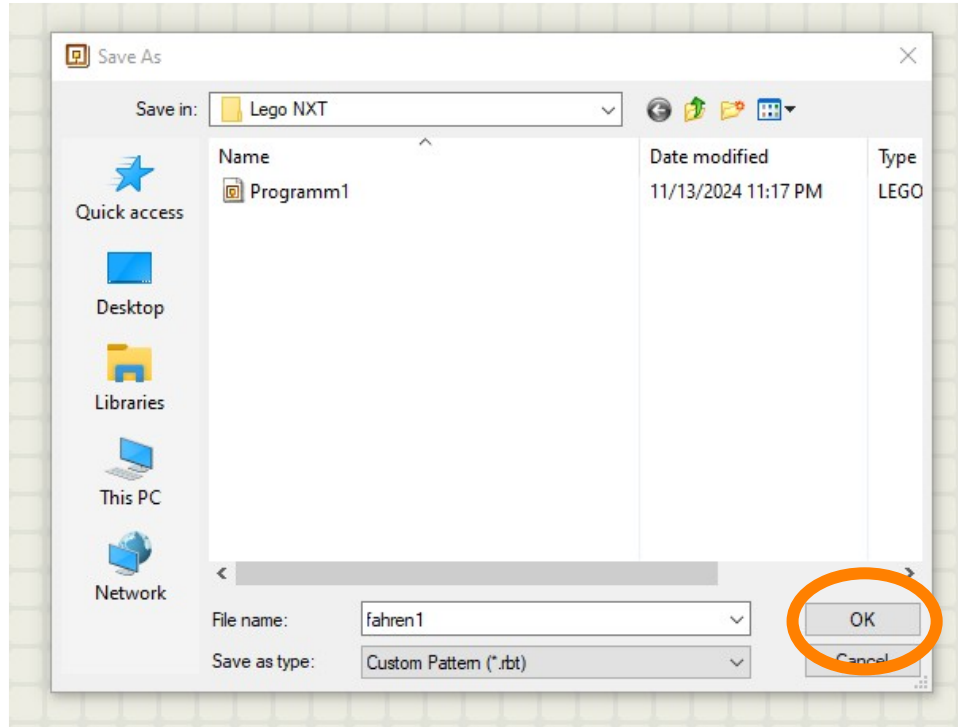 Save As
Save in: Lego NXT
Name Date modified Type
Programm1 11/13/2024 11:17 PM LEGO
Quick access
Desktop
Libraries
This PC
Network
File name: fahren1 OK
Save as type: Custom Pattern (*.rbt) Cancel